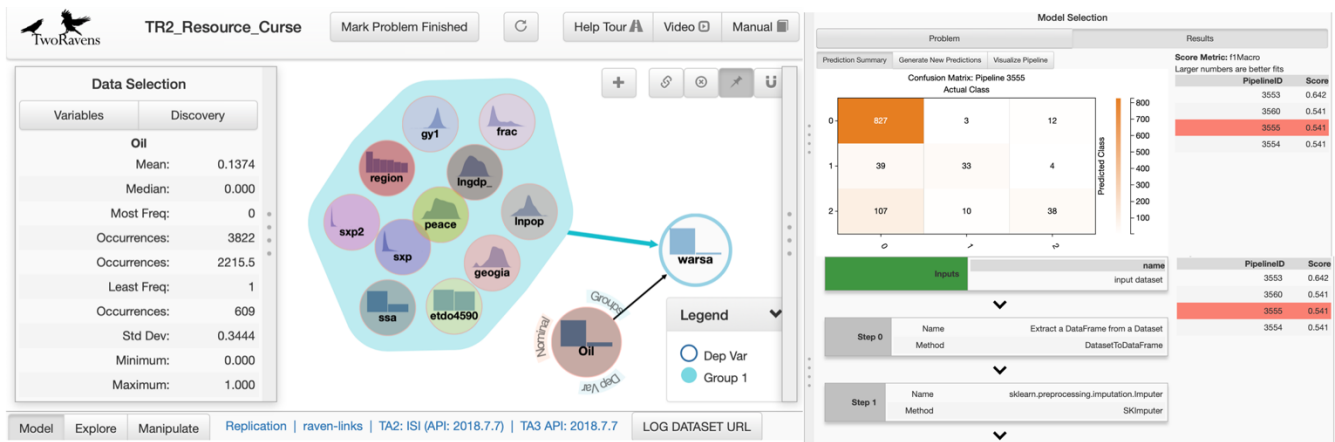 TwoRavens
TR2_Resource_Curse
Mark Problem Finished
Help Tour Video Manual
Data Selection
Variables Discovery
Oil
Mean: 0.1374
Median: 0.000
Most Freq: 0
Occurrences: 3822
Occurrences: 2215.5
Least Freq: 1
Occurrences: 609
Std Dev: 0.3444
Minimum: 0.000
Maximum: 1.000
gy1
frac
region
lngdp_
sxp2
peace
lnpop
sxp
geogia
ssa
etdo4590
warsa
Groups
Nominal
Oil
Dep Var
Legend
Dep Var
Group 1
Model Explore Manipulate
Replication | raven-links | TA2: ISI (API: 2018.7.7) | TA3 API: 2018.7.7
LOG DATASET URL
Model Selection
Problem Results
Prediction Summary Generate New Predictions Visualize Pipeline
Confusion Matrix: Pipeline 3555
Actual Class
0 827 3 12
1 39 33 4
2 107 10 38
0 1 2
Predicted Class
800
700
600
500
400
300
200
100
Score Metric: f1Macro
Larger numbers are better fits
PipelineID Score
3553 0.642
3560 0.541
3555 0.541
3554 0.541
inputs
name
input dataset
Step 0
Name Extract a DataFrame from a Dataset
Method DatasetToDataFrame
Step 1
Name sklearn.preprocessing.imputation.Imputer
Method SKImputer
PipelineID Score
3553 0.642
3560 0.541
3555 0.541
3554 0.541